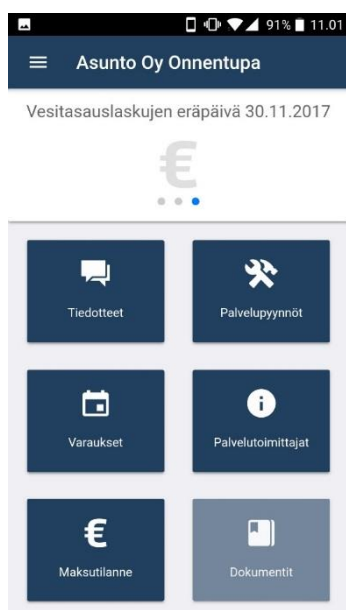 91% 11.01
Asunto Oy Onnentupa
Vesitasauslaskujen eräpäivä 30.11.2017
€
Tiedotteet
Palvelupyynnöt
Varaukset
Palvelutoimittajat
€
Maksutilanne
Dokumentit